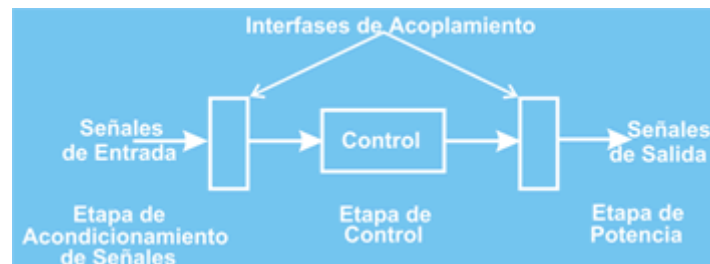 Interfases de Acoplamiento
Señales
de Entrada
Control
Señales
de Salida
Etapa de
Acondicionamiento
de Señales
Etapa de
Control
Etapa de
Potencia